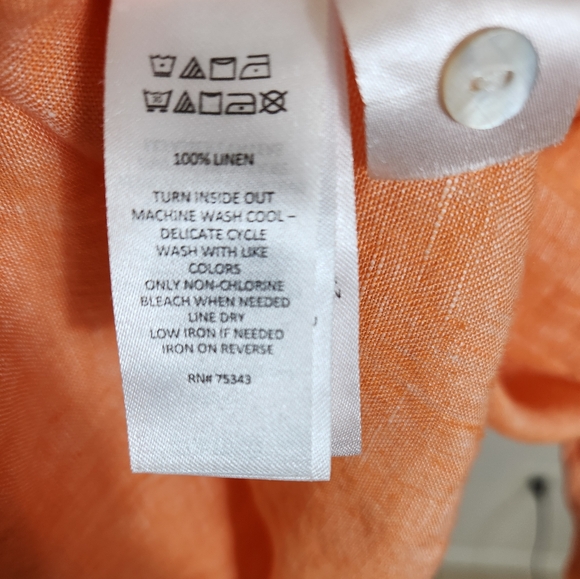 100% LINEN
TURN INSIDE OUT
MACHINE WASH COOL –
DELICATE CYCLE
WASH WITH LIKE
COLORS
ONLY NON-CHLORINE
BLEACH WHEN NEEDED
LINE DRY
LOW IRON IF NEEDED
IRON ON REVERSE
RN# 75343